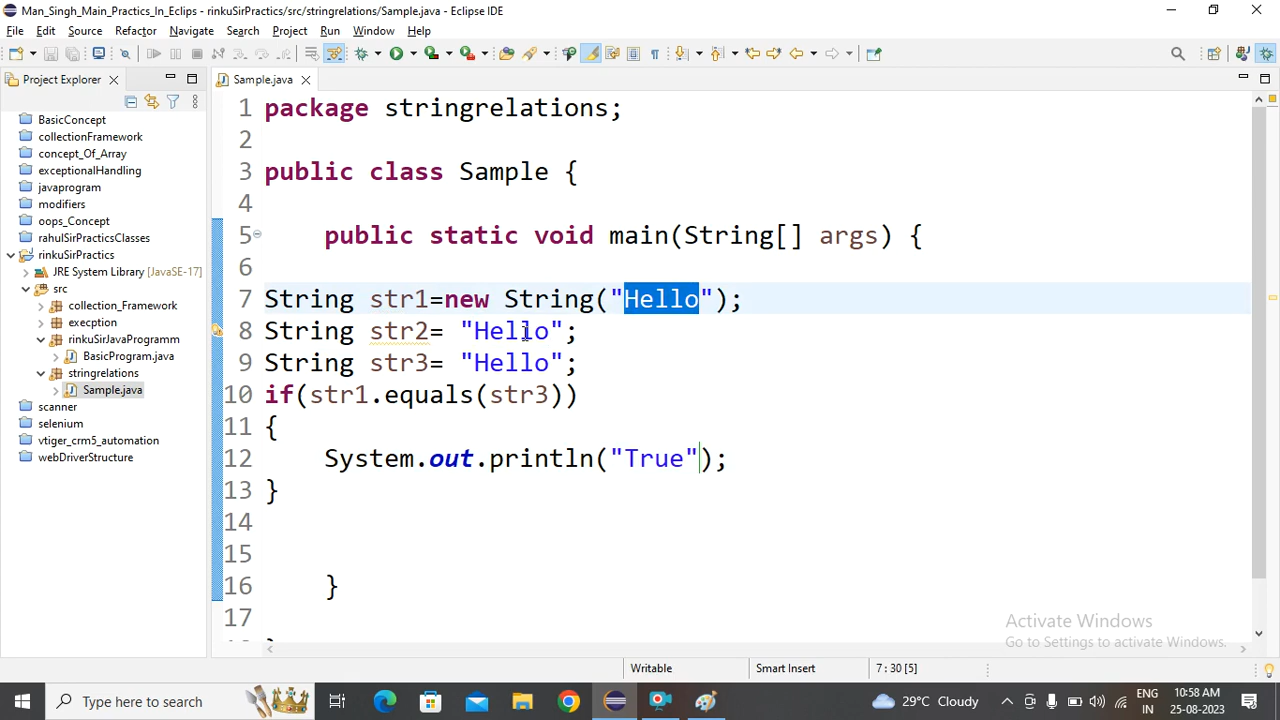 Man_Singh_Main_Practics_In_Eclips - rinkuSirPractics/src/stringrelations/Sample.java - Eclipse IDE
File Edit Source Refactor Navigate Search Project Run Window Help
Project Explorer
Sample.java
BasicConcept
collectionFramework
concept_Of_Array
exceptionalHandling
javaprogram
modifiers
oops_Concept
rahulSirPracticsClasses
rinkuSirPractics
JRE System Library [JavaSE-17]
src
collection_Framework
execption
rinkuSirJavaProgramm
BasicProgram.java
stringrelations
Sample.java
scanner
selenium
vtiger_crm5_automation
webDriverStructure
1 package stringrelations;
2
3 public class Sample {
4
5 public static void main(String[] args) {
6
7 String str1=new String("Hello");
8 String str2= "Hello";
9 String str3= "Hello";
10 if(str1.equals(str3))
11 {
12 System.out.println("True");
13 }
14
15
16 }
17
Activate Windows
Go to Settings to activate Windows.
Writable Smart Insert 7 : 30 [5]
Type here to search
29°C Cloudy
ENG
IN
10:58 AM
25-08-2023